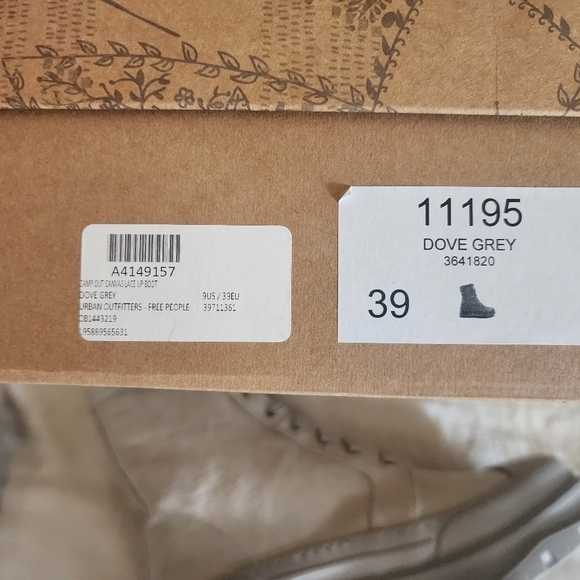 A4149157
CAMP OUT CANVAS LACE UP BOOT
DOVE GREY 9US / 39EU
URBAN OUTFITTERS - FREE PEOPLE 39711361
OB1443219
195889565631
11195
DOVE GREY
3641820
39